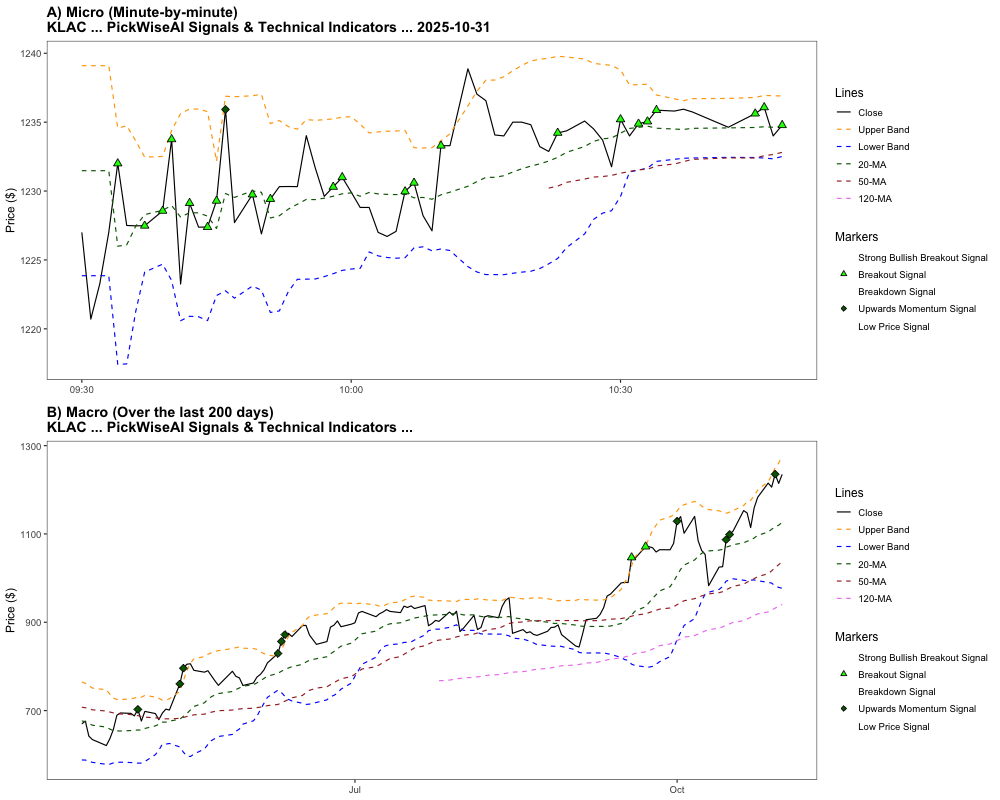 A) Micro (Minute-by-minute)
KLAC ... PickWiseAI Signals & Technical Indicators ... 2025-10-31
1240
1235
1230
1225
1220
Price ($)
09:30
10:00
10:30
Lines
Close
Upper Band
Lower Band
20-MA
50-MA
120-MA
Markers
Strong Bullish Breakout Signal
Breakout Signal
Breakdown Signal
Upwards Momentum Signal
Low Price Signal
B) Macro (Over the last 200 days)
KLAC ... PickWiseAI Signals & Technical Indicators ...
1300
1100
900
700
Price ($)
Jul
Oct
Lines
Close
Upper Band
Lower Band
20-MA
50-MA
120-MA
Markers
Strong Bullish Breakout Signal
Breakout Signal
Breakdown Signal
Upwards Momentum Signal
Low Price Signal